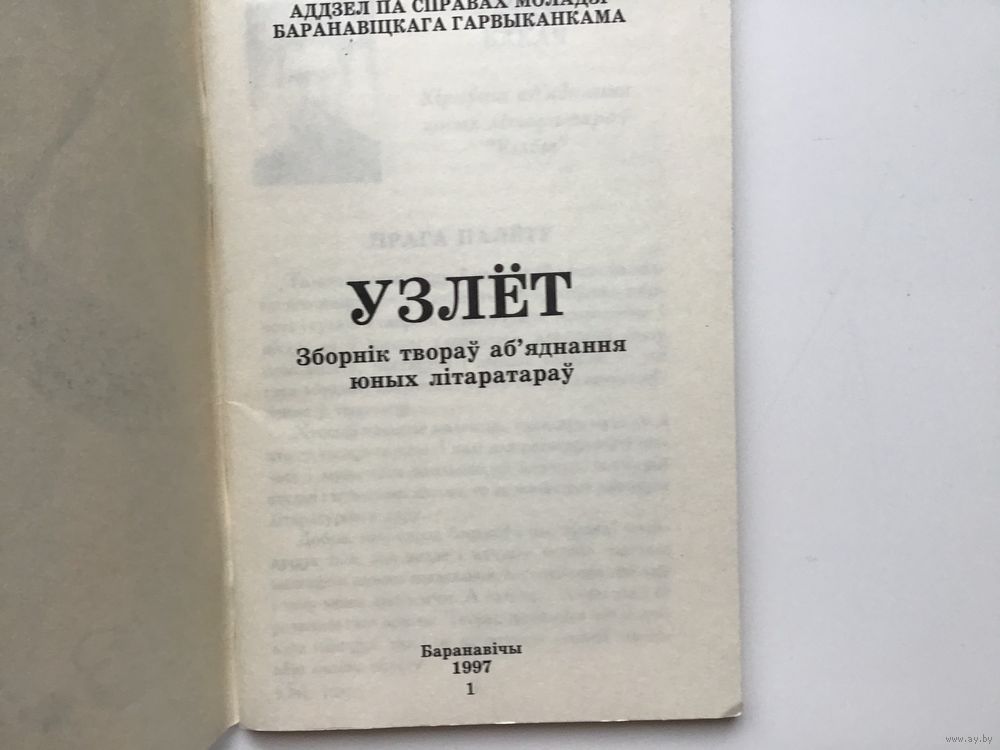 АДДЗЕЛ ПА СПРАВАХ МОЛАДЗІ
БАРАНАВІЦКАГА ГАРВЫКАНКАМА
УЗЛЁТ
Зборнік твораў аб’яднання
юных літаратараў
Баранавічы
1997
1
www.ay.by